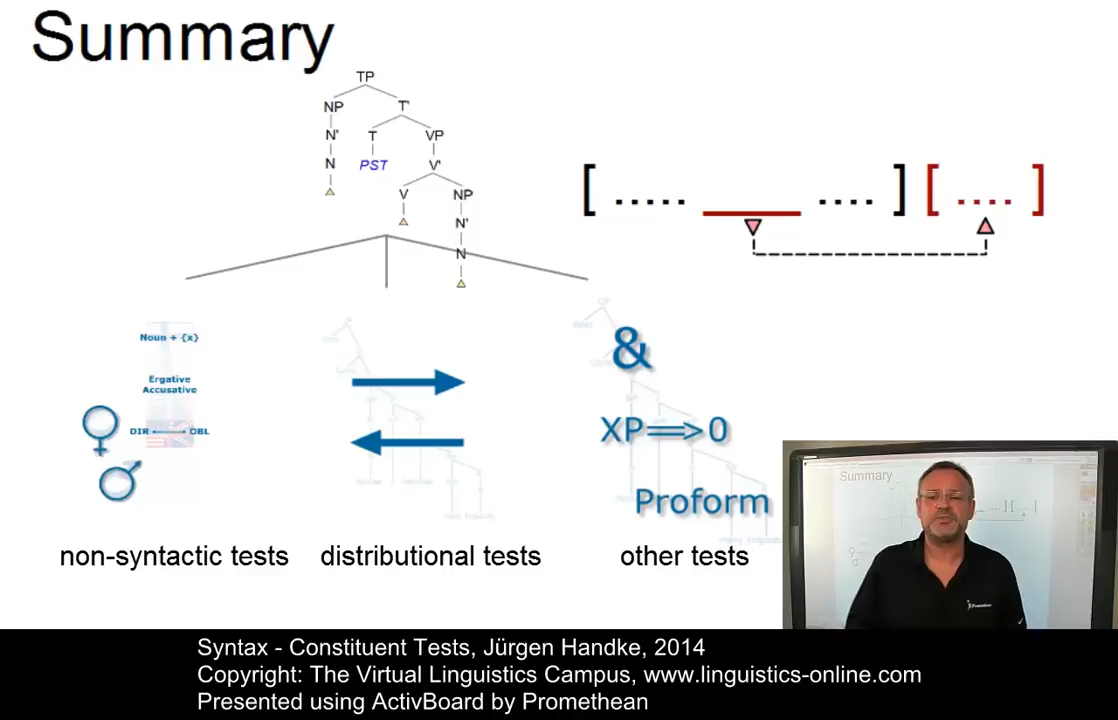 Summary
TP
NP T'
N' T VP
N PST V'
V NP
N'
N
[ ..... _____ .... ] [ .... ]
Noun + {x}
Ergative
Accusative
DIR OBL
&
XP ⟹ 0
Proform
non-syntactic tests distributional tests other tests
Summary
Promethean
Syntax - Constituent Tests, Jürgen Handke, 2014
Copyright: The Virtual Linguistics Campus, www.linguistics-online.com
Presented using ActivBoard by Promethean